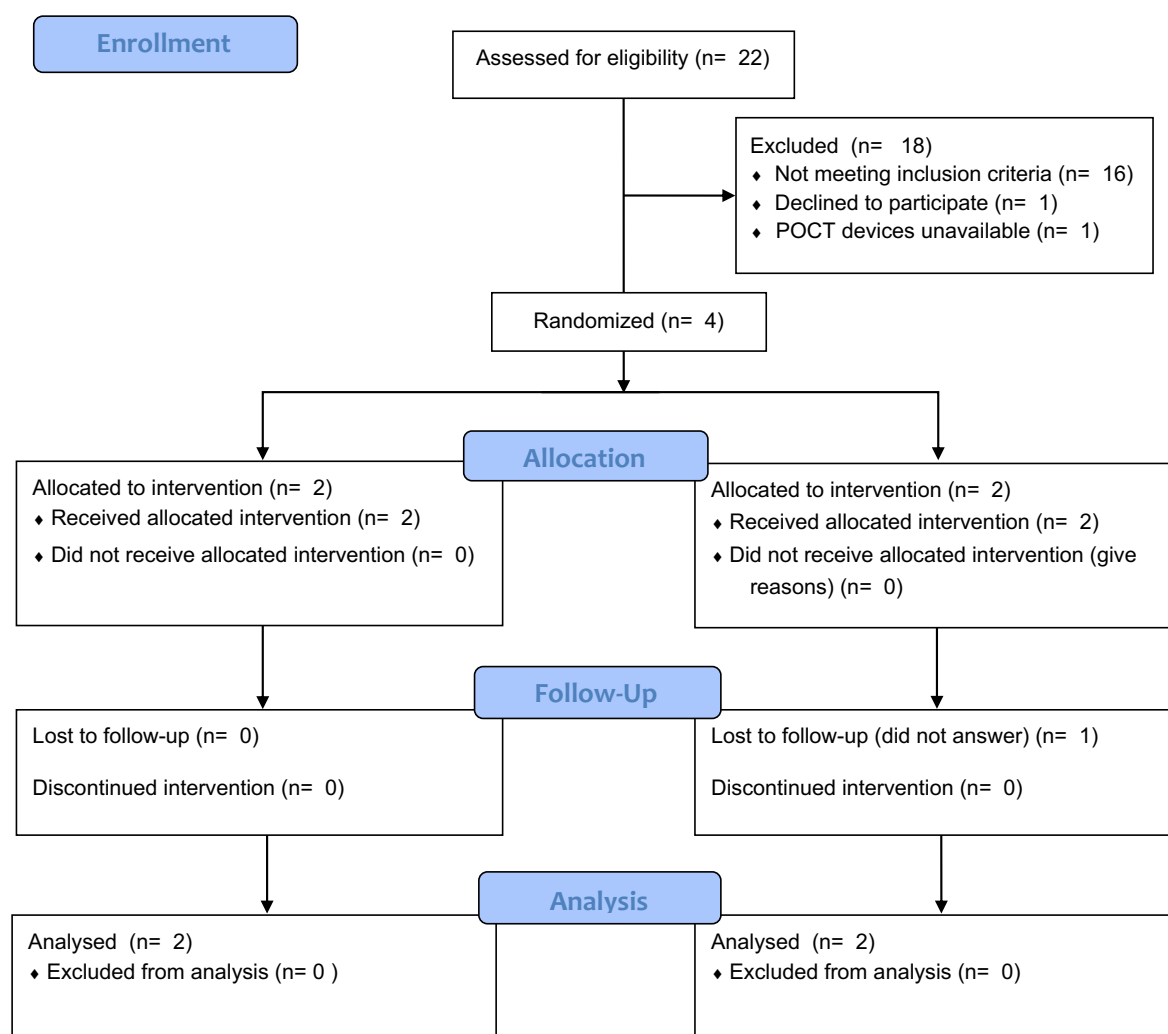 Enrollment
Assessed for eligibility (n= 22)
Excluded (n= 18)
♦ Not meeting inclusion criteria (n= 16)
♦ Declined to participate (n= 1)
♦ POCT devices unavailable (n= 1)
Randomized (n= 4)
Allocation
Allocated to intervention (n= 2)
♦ Received allocated intervention (n= 2)
♦ Did not receive allocated intervention (n= 0)
Allocated to intervention (n= 2)
♦ Received allocated intervention (n= 2)
♦ Did not receive allocated intervention (give
reasons) (n= 0)
Follow-Up
Lost to follow-up (n= 0)
Discontinued intervention (n= 0)
Lost to follow-up (did not answer) (n= 1)
Discontinued intervention (n= 0)
Analysis
Analysed (n= 2)
♦ Excluded from analysis (n= 0 )
Analysed (n= 2)
♦ Excluded from analysis (n= 0)